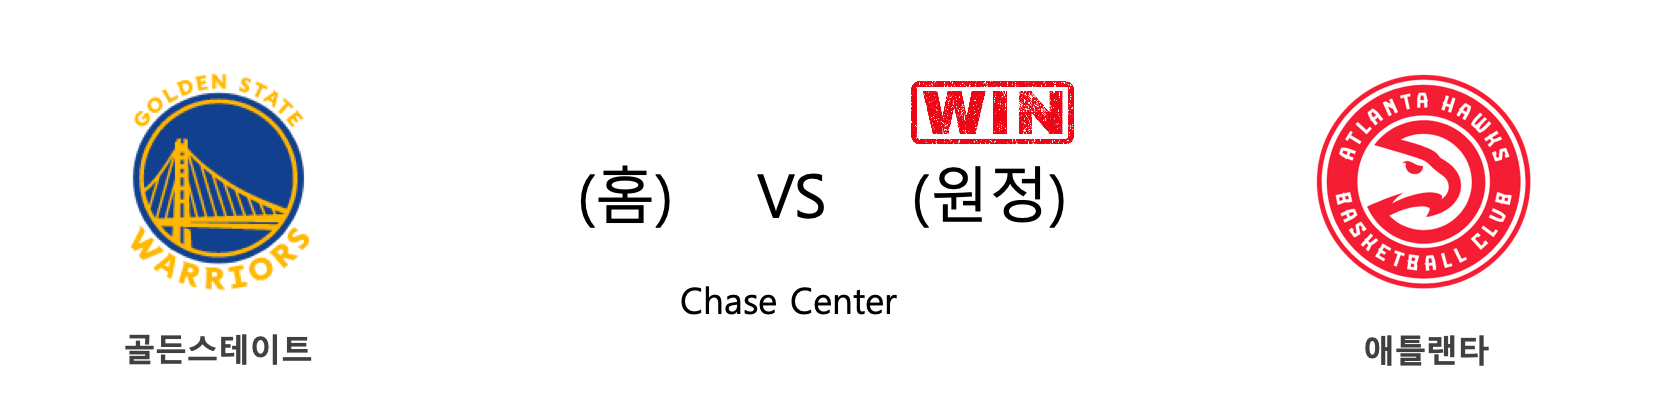 GOLDEN STATE
WARRIORS
골든스테이트
WIN
(홈) VS (원정)
Chase Center
ATLANTA HAWKS
BASKETBALL CLUB
애틀랜타